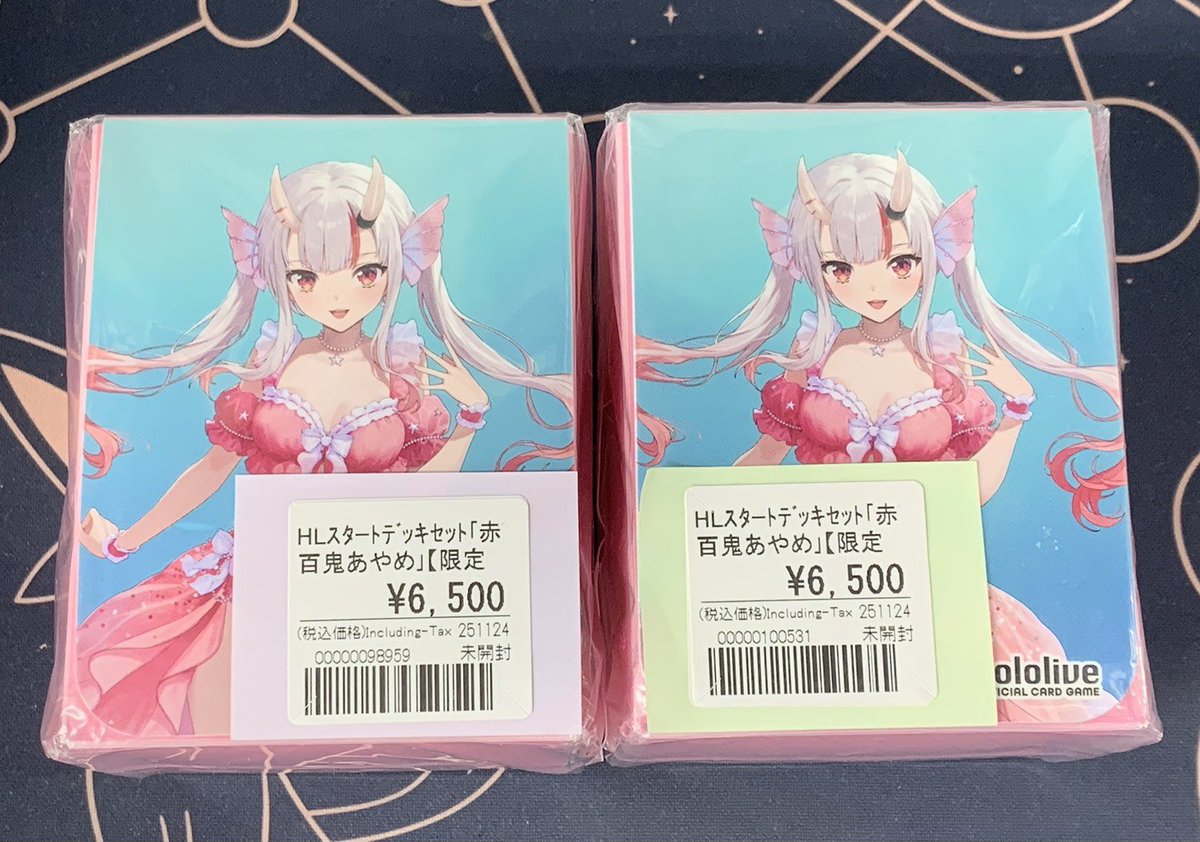 HLｽﾀｰﾄﾃﾞｯｷｾｯﾄ｢赤
百鬼あやめ｣【限定
¥6,500
(税込価格)Including-Tax 251124
00000098959 未開封
HLｽﾀｰﾄﾃﾞｯｷｾｯﾄ｢赤
百鬼あやめ｣【限定
¥6,500
(税込価格)Including-Tax 251124
00000100531 未開封
ololive
ICIAL CARD GAME